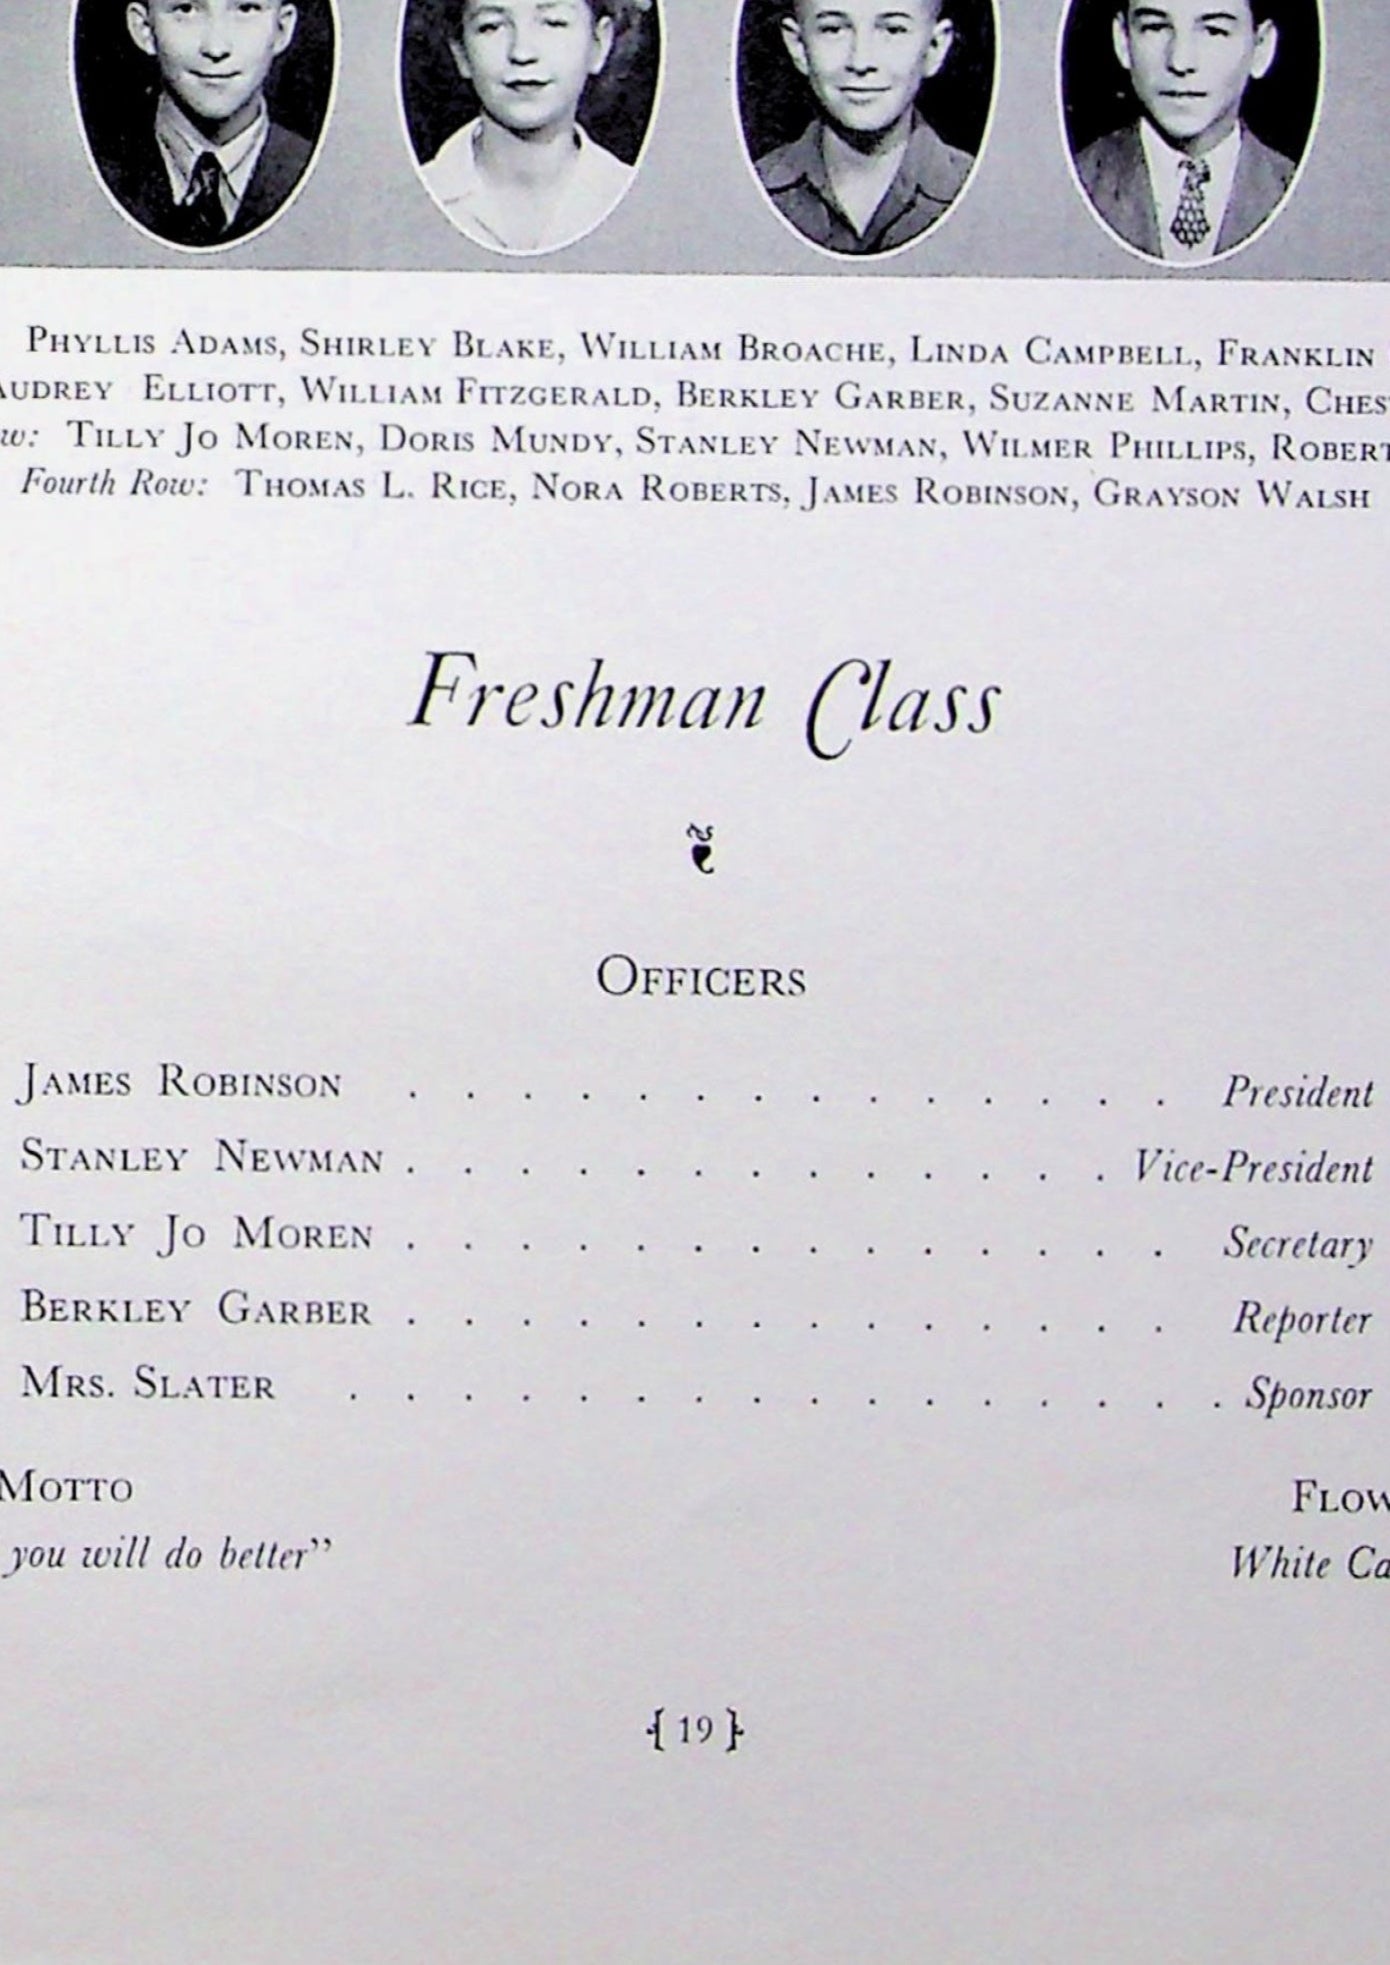 PHYLLIS ADAMS, SHIRLEY BLAKE, WILLIAM BROACHE, LINDA CAMPBELL, FRANKLIN
AUDREY ELLIOTT, WILLIAM FITZGERALD, BERKLEY GARBER, SUZANNE MARTIN,
TILLY JO MOREN, DORIS MUNDY, STANLEY NEWMAN, WILMER PHILLIPS, ROBERT
Fourth Row: THOMAS L. RICE, NORA ROBERTS, JAMES ROBINSON, GRAYSON WALSH
Freshman Class
OFFICERS
JAMES ROBINSON . . . . . . . . . . . . . . President
STANLEY NEWMAN . . . . . . . . . . . . . Vice-President
TILLY JO MOREN . . . . . . . . . . . . . . Secretary
BERKLEY GARBER . . . . . . . . . . . . . . Reporter
MRS. SLATER . . . . . . . . . . . . . . . . Sponsor
MOTTO
you will do better”
White
{ 19 }